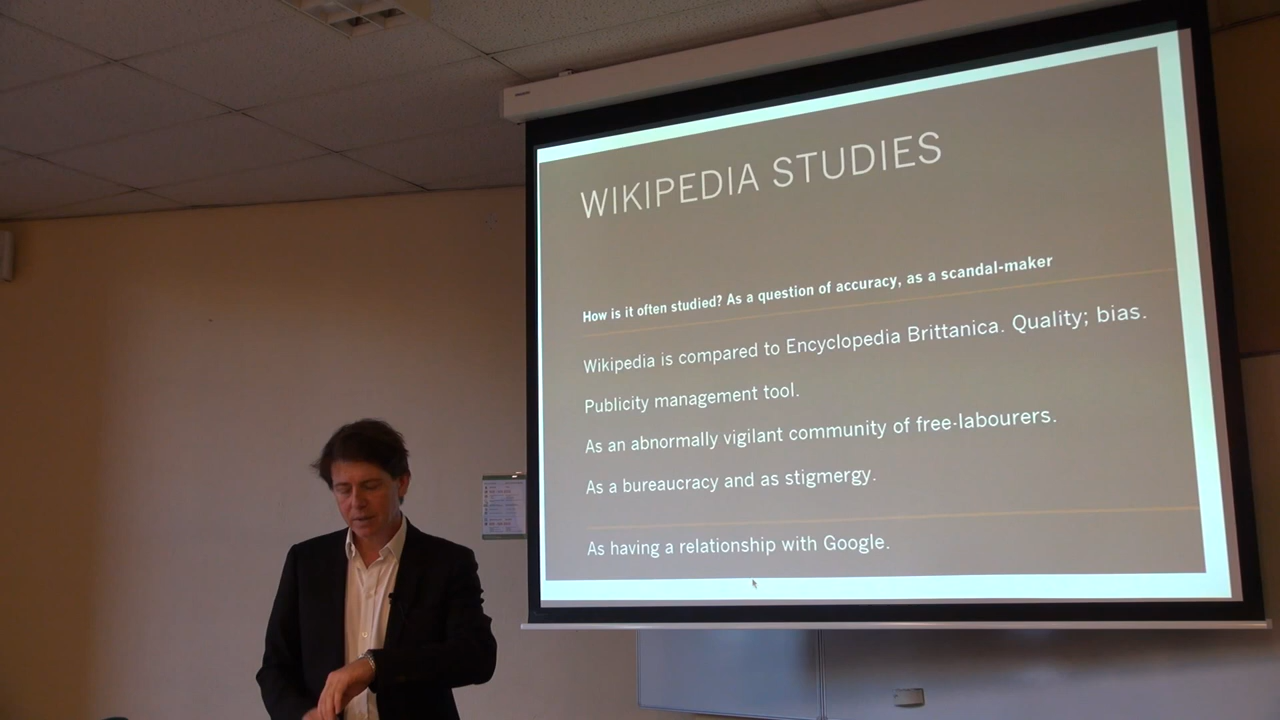 WIKIPEDIA STUDIES
How is it often studied? As a question of accuracy, as a scandal-maker
Wikipedia is compared to Encyclopedia Brittanica. Quality; bias.
Publicity management tool.
As an abnormally vigilant community of free-labourers.
As a bureaucracy and as stigmergy.
As having a relationship with Google.